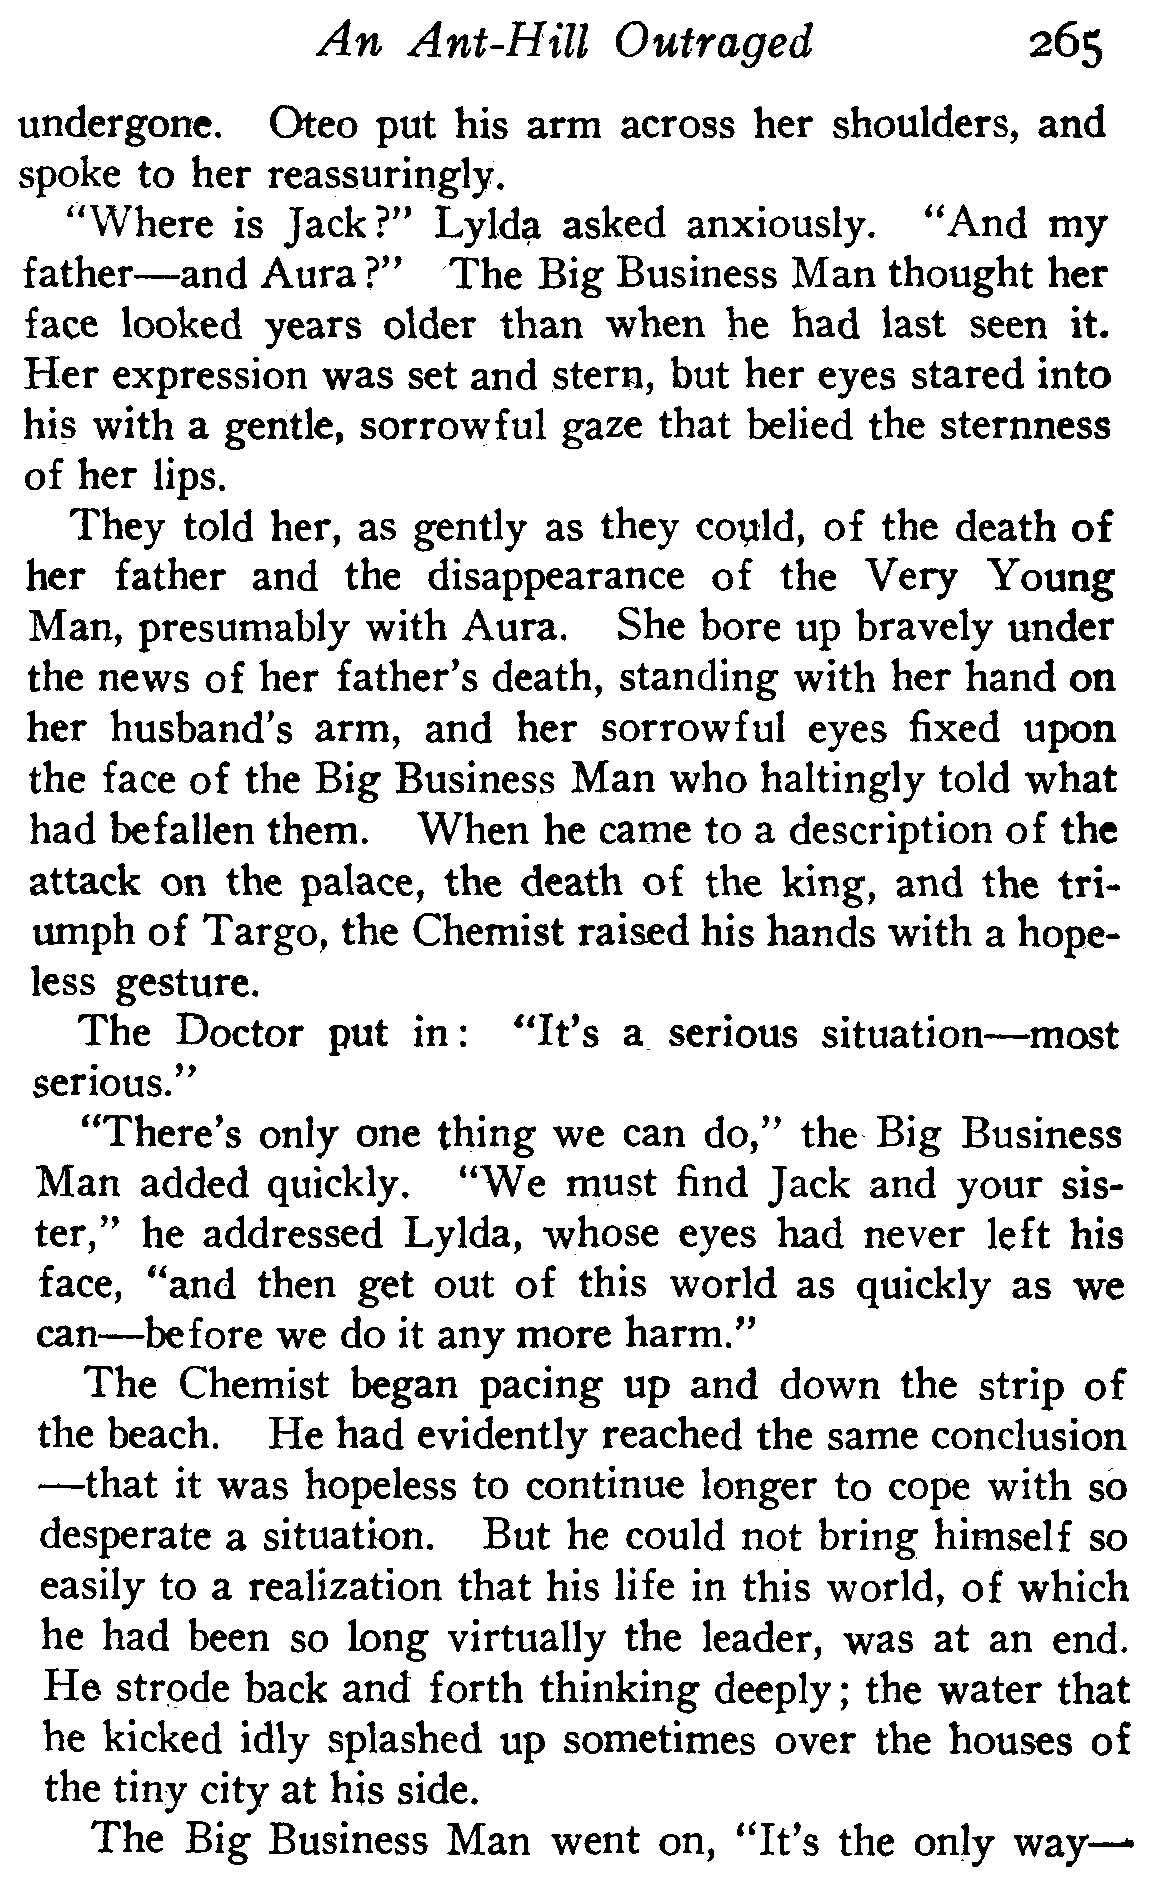 An Ant-Hill Outraged 265
undergone. Oteo put his arm across her shoulders, and
spoke to her reassuringly.
"Where is Jack?" Lylda asked anxiously. "And my
father—and Aura?" The Big Business Man thought her
face looked years older than when he had last seen it.
Her expression was set and stern, but her eyes stared into
his with a gentle, sorrowful gaze that belied the sternness
of her lips.
They told her, as gently as they could, of the death of
her father and the disappearance of the Very Young
Man, presumably with Aura. She bore up bravely under
the news of her father's death, standing with her hand on
her husband's arm, and her sorrowful eyes fixed upon
the face of the Big Business Man who haltingly told what
had befallen them. When he came to a description of the
attack on the palace, the death of the king, and the tri-
umph of Targo, the Chemist raised his hands with a hope-
less gesture.
The Doctor put in: "It's a serious situation—most
serious."
"There's only one thing we can do," the Big Business
Man added quickly. "We must find Jack and your sis-
ter," he addressed Lylda, whose eyes had never left his
face, "and then get out of this world as quickly as we
can—before we do it any more harm."
The Chemist began pacing up and down the strip of
the beach. He had evidently reached the same conclusion
—that it was hopeless to continue longer to cope with so
desperate a situation. But he could not bring himself so
easily to a realization that his life in this world, of which
he had been so long virtually the leader, was at an end.
He strode back and forth thinking deeply; the water that
he kicked idly splashed up sometimes over the houses of
the tiny city at his side.
The Big Business Man went on, "It's the only way—